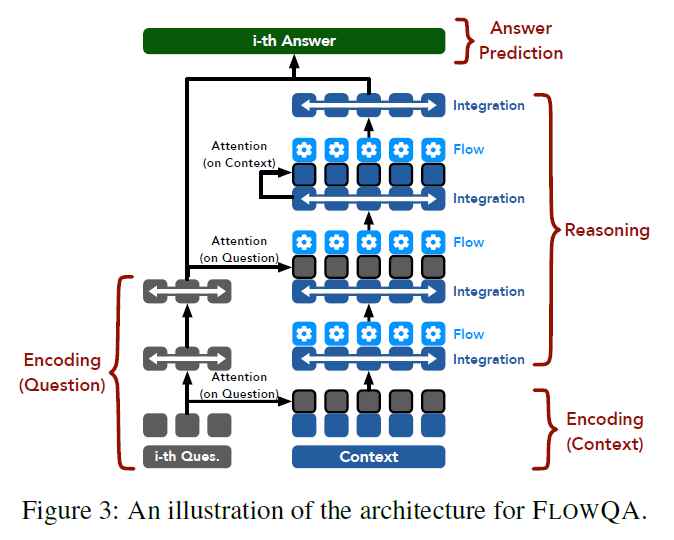 i-th Answer
Answer
Prediction
Integration
Attention
(on Context)
Flow
Integration
Reasoning
Attention
(on Question)
Flow
Integration
Flow
Integration
Encoding
(Question)
Attention
(on Question)
Encoding
(Context)
i-th Ques.
Context
Figure 3: An illustration of the architecture for FLOWQA.